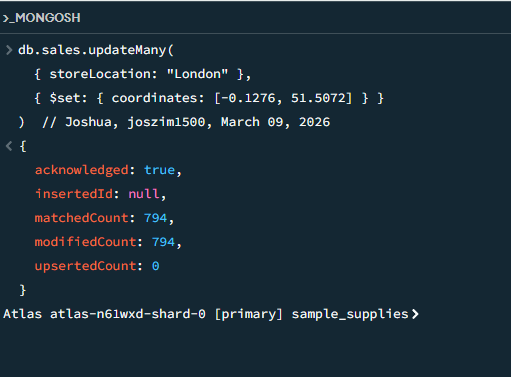 >_MONGOSH
> db.sales.updateMany(
{ storeLocation: "London" },
{ $set: { coordinates: [-0.1276, 51.5072] } }
)  // Joshua, joszim1500, March 09, 2026
< {
acknowledged: true,
insertedId: null,
matchedCount: 794,
modifiedCount: 794,
upsertedCount: 0
}
Atlas atlas-n61wxd-shard-0 [primary] sample_supplies>